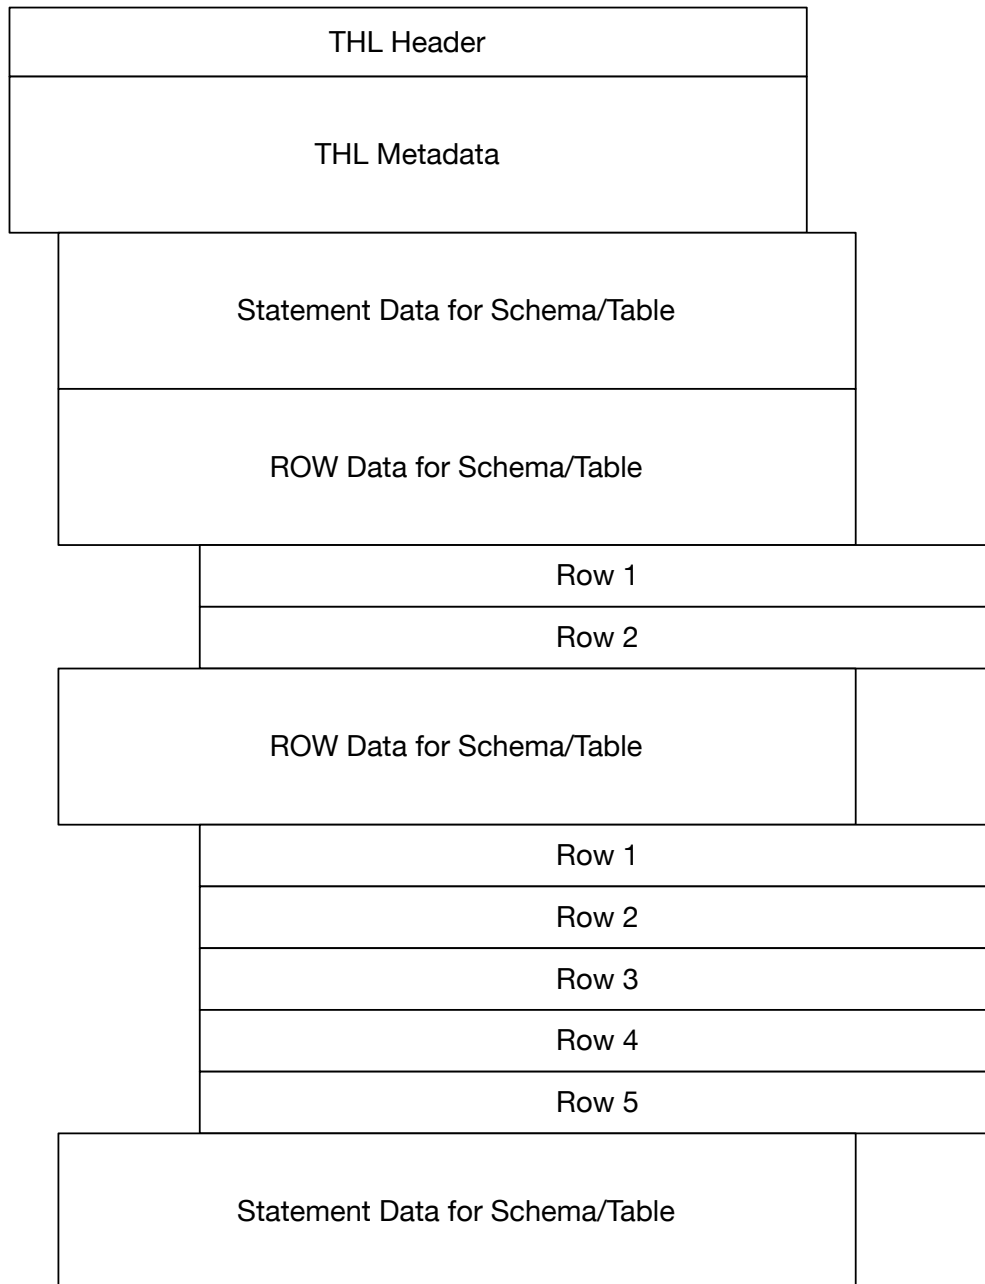 THL Header
THL Metadata
Statement Data for Schema/Table
ROW Data for Schema/Table
Row 1
Row 2
ROW Data for Schema/Table
Row 1
Row 2
Row 3
Row 4
Row 5
Statement Data for Schema/Table